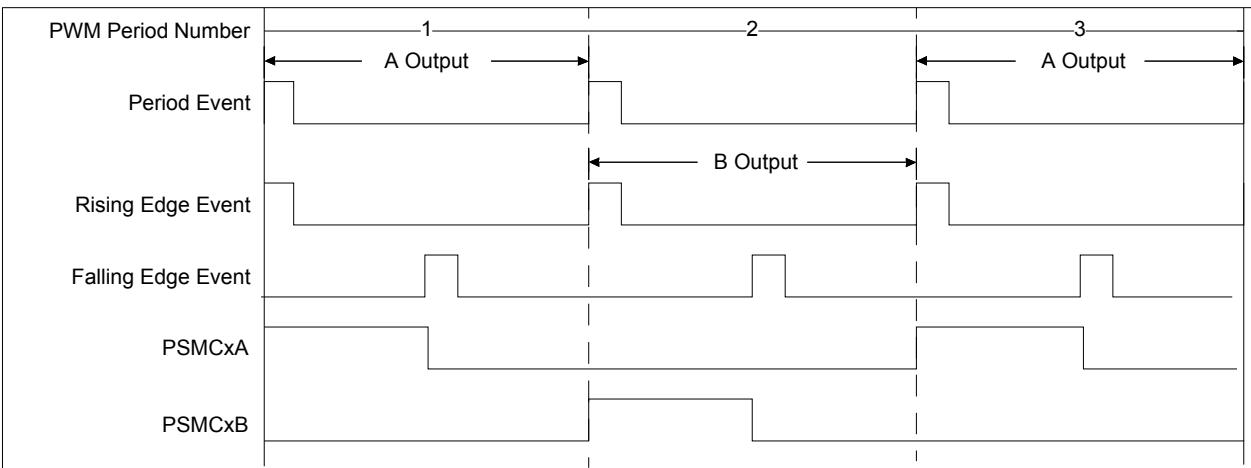 PWM Period Number
1
2
3
A Output
A Output
Period Event
B Output
Rising Edge Event
Falling Edge Event
PSMCxA
PSMCxB